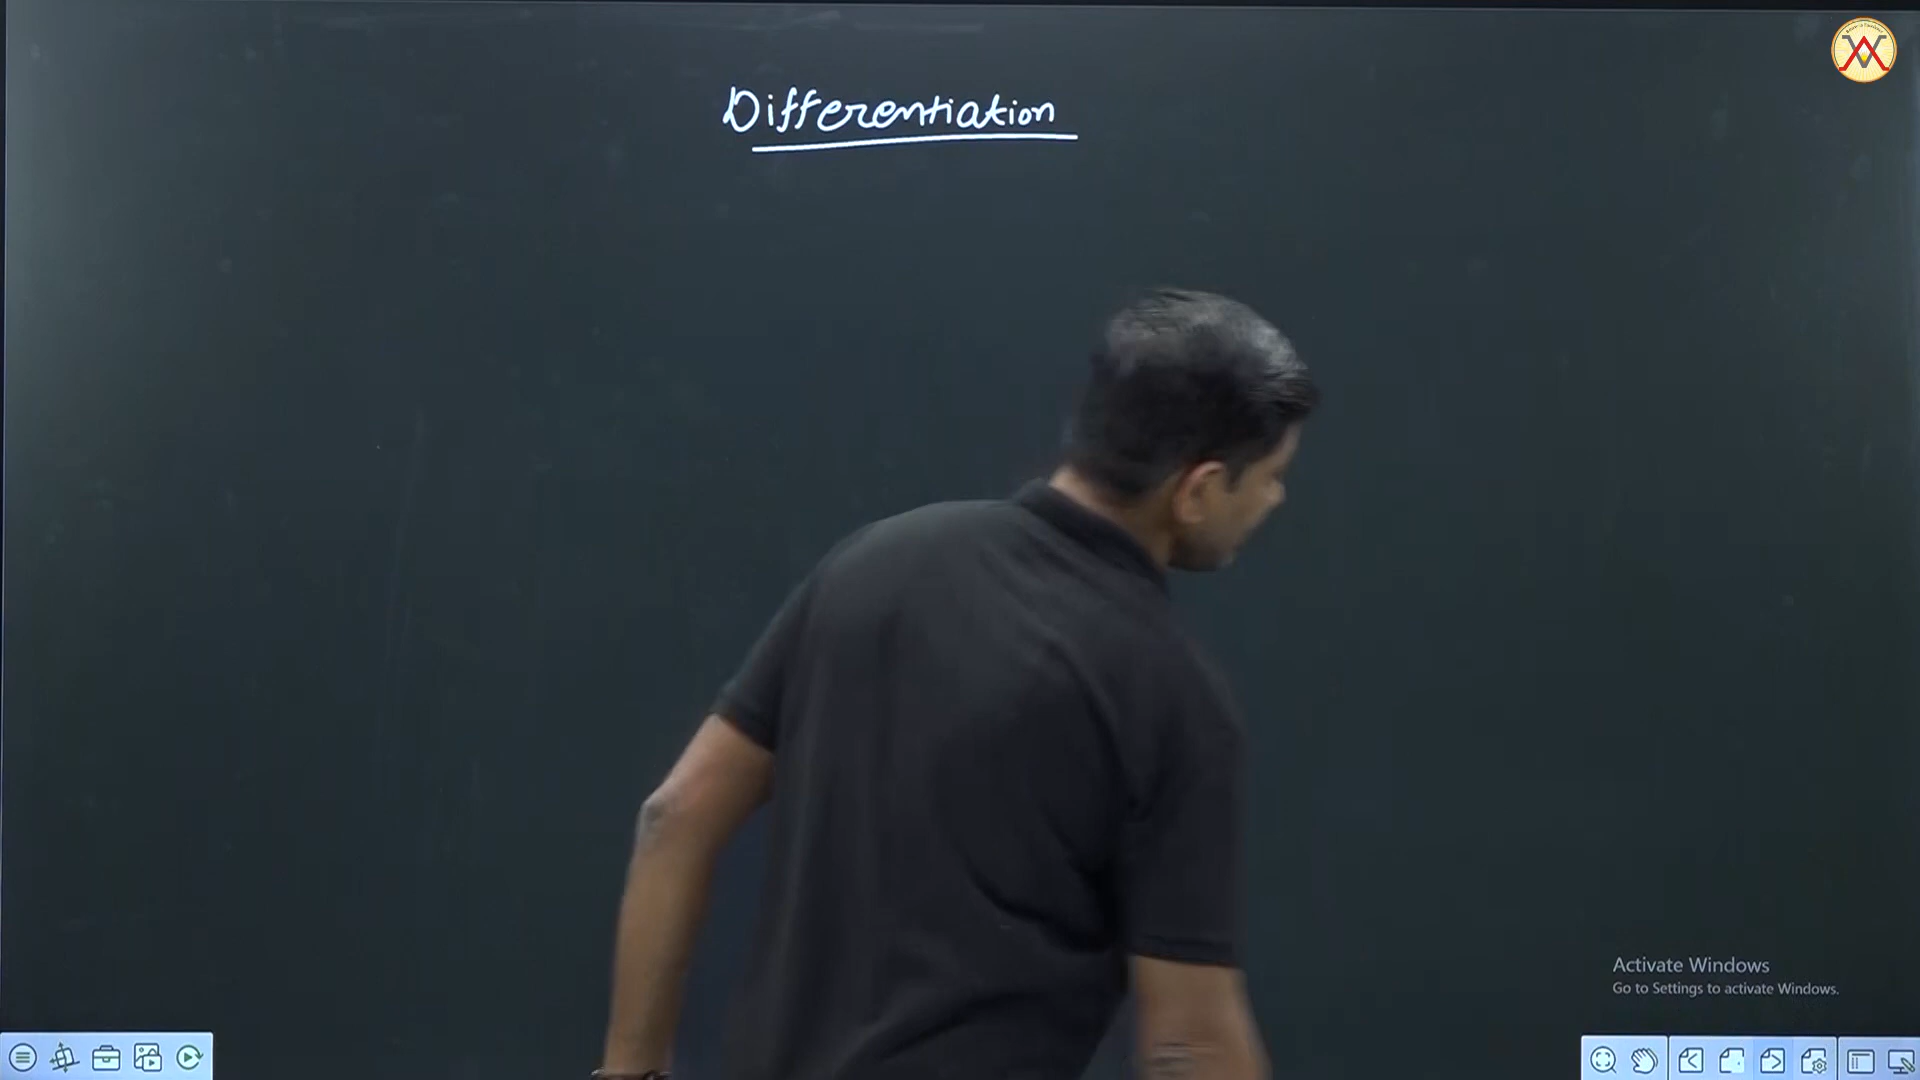 Differentiation
Activate Windows
Go to Settings to activate Windows.